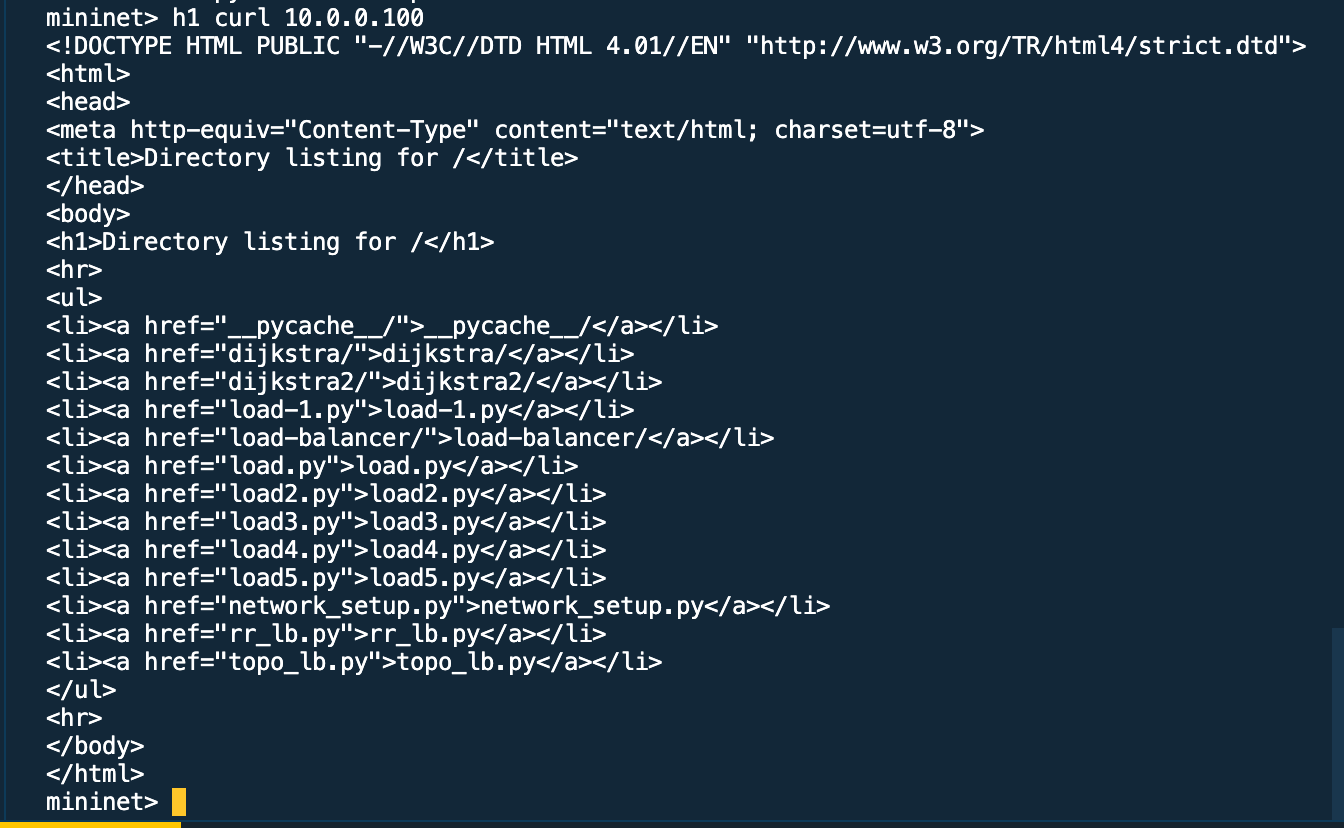 mininet> h1 curl 10.0.0.100
<!DOCTYPE HTML PUBLIC "-//W3C//DTD HTML 4.01//EN" "http://www.w3.org/TR/html4/strict.dtd">
<html>
<head>
<meta http-equiv="Content-Type" content="text/html; charset=utf-8">
<title>Directory listing for /</title>
</head>
<body>
<h1>Directory listing for /</h1>
<hr>
<ul>
<li><a href="__pycache__/">__pycache__/</a></li>
<li><a href="dijkstra/">dijkstra/</a></li>
<li><a href="dijkstra2/">dijkstra2/</a></li>
<li><a href="load-1.py">load-1.py</a></li>
<li><a href="load-balancer/">load-balancer/</a></li>
<li><a href="load.py">load.py</a></li>
<li><a href="load2.py">load2.py</a></li>
<li><a href="load3.py">load3.py</a></li>
<li><a href="load4.py">load4.py</a></li>
<li><a href="load5.py">load5.py</a></li>
<li><a href="network_setup.py">network_setup.py</a></li>
<li><a href="rr_lb.py">rr_lb.py</a></li>
<li><a href="topo_lb.py">topo_lb.py</a></li>
</ul>
<hr>
</body>
</html>
mininet>